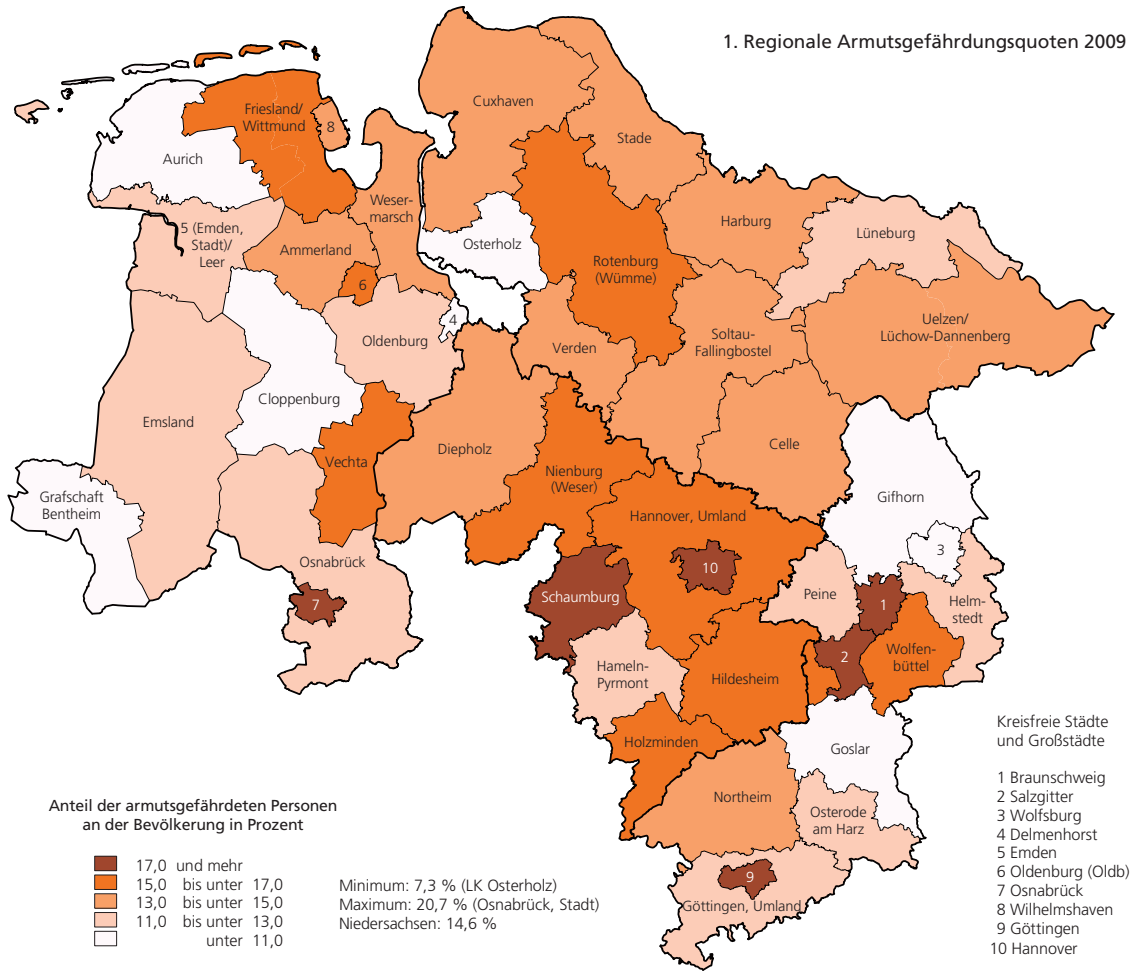 1. Regionale Armutsgefährdungsquoten 2009
Cuxhaven
Friesland/
Wittmund
8
Stade
Aurich
Weser-
marsch
Harburg
5 (Emden,
Stadt)/
Leer
Lüneburg
Ammerland
Osterholz
Rotenburg
(Wümme)
6
4
Uelzen/
Lüchow-Dannenberg
Oldenburg
Verden
Soltau-
Fallingbostel
Cloppenburg
Emsland
Diepholz
Celle
Vechta
Nienburg
(Weser)
Grafschaft
Bentheim
Gifhorn
Hannover, Umland
3
Osnabrück
10
Schaumburg
Peine
1
Helm-
stedt
7
Wolfen-
büttel
2
Hameln-
Pyrmont
Hildesheim
Holzminden
Goslar
Northeim
Osterode
am Harz
9
Göttingen, Umland
Kreisfreie Städte
und Großstädte
1 Braunschweig
2 Salzgitter
3 Wolfsburg
4 Delmenhorst
5 Emden
6 Oldenburg (Oldb)
7 Osnabrück
8 Wilhelmshaven
9 Göttingen
10 Hannover
Anteil der armutsgefährdeten Personen
an der Bevölkerung in Prozent
17,0 und mehr
15,0 bis unter 17,0
13,0 bis unter 15,0
11,0 bis unter 13,0
unter 11,0
Minimum: 7,3 % (LK Osterholz)
Maximum: 20,7 % (Osnabrück, Stadt)
Niedersachsen: 14,6 %